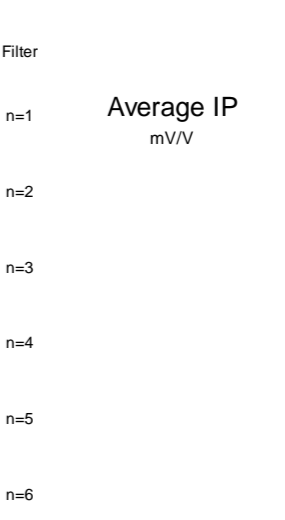 Filter
n=1
Average IP
mV/V
n=2
n=3
n=4
n=5
n=6